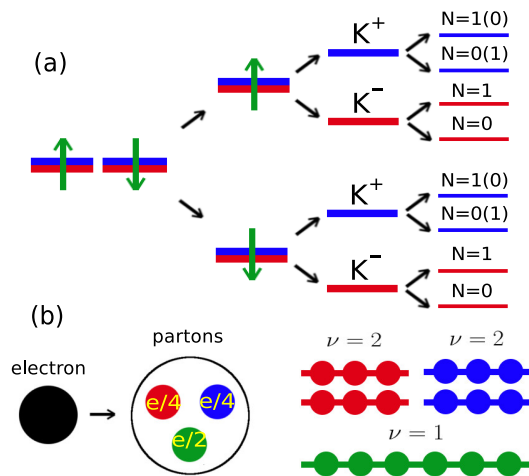 (a)
K⁺
N=1(0)
N=0(1)
K⁻
N=1
N=0
K⁺
N=1(0)
N=0(1)
K⁻
N=1
N=0
(b)
electron
partons
e/4 e/4
e/2
ν = 2 ν = 2
ν = 1